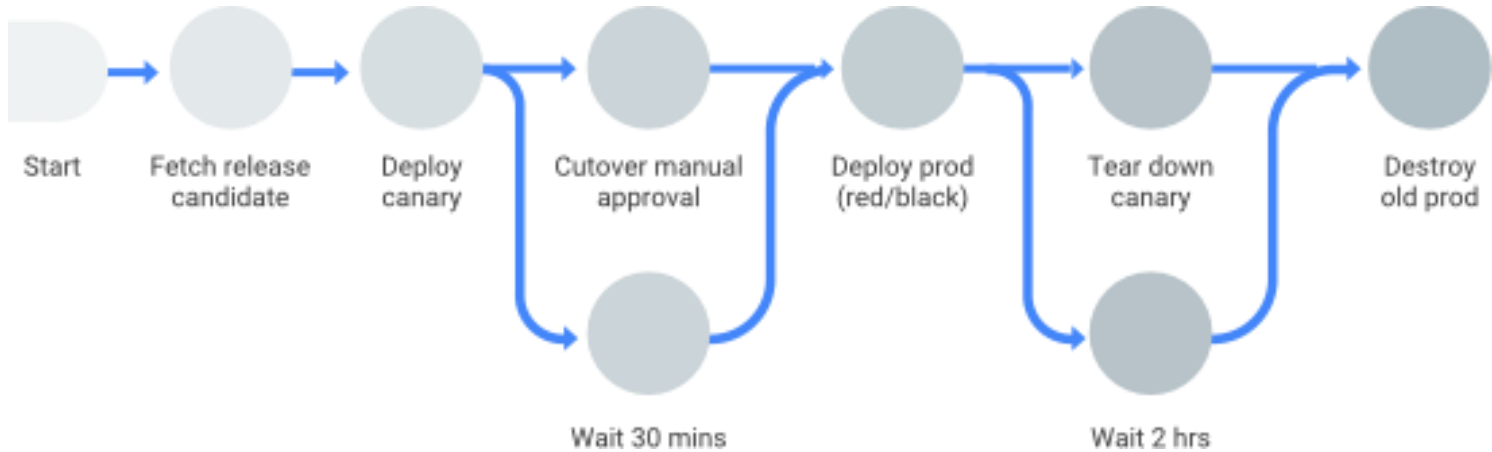 Start
Fetch release
candidate
Deploy
canary
Cutover manual
approval
Deploy prod
(red/black)
Tear down
canary
Destroy
old prod
Wait 30 mins
Wait 2 hrs